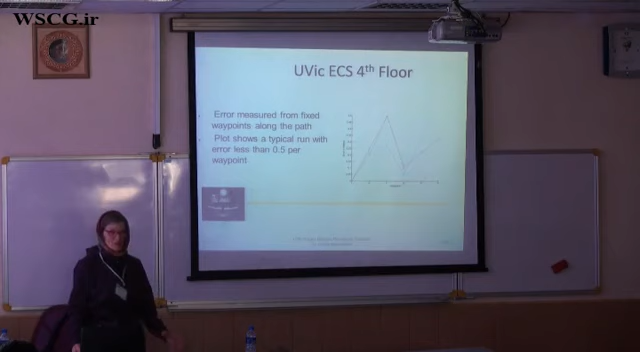 WSCG.ir
UVic ECS 4th Floor
Error measured from fixed
waypoints along the path
Plot shows a typical run with
error less than 0.5 per
waypoint